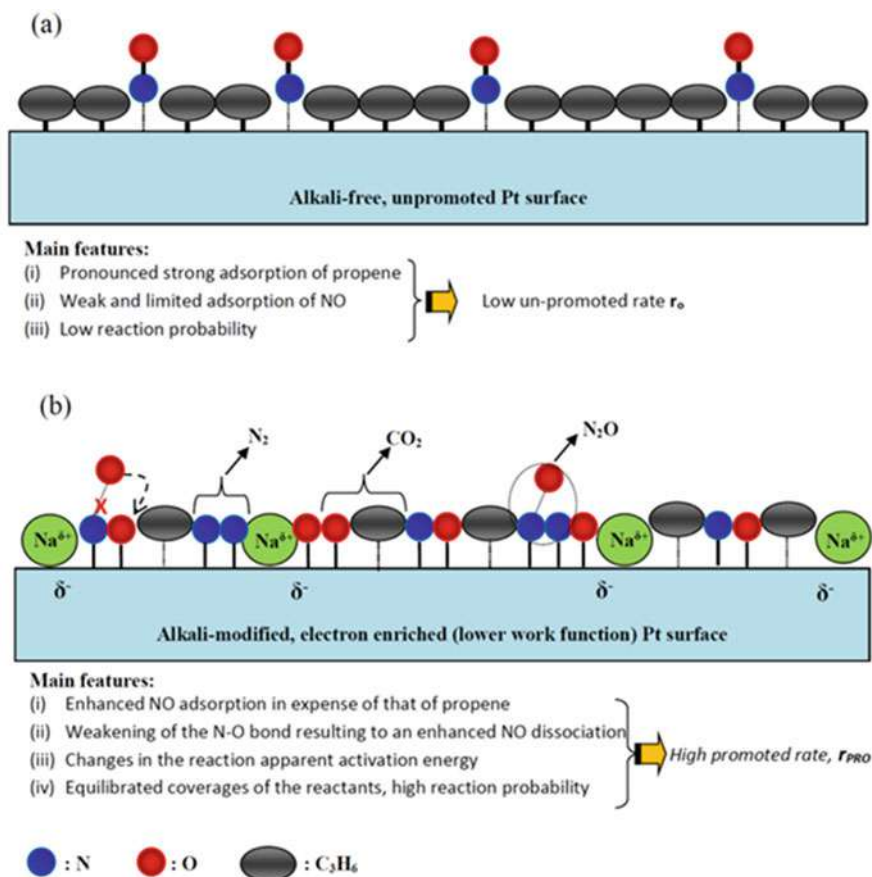 (a)
Alkali-free, unpromoted Pt surface
Main features:
(i) Pronounced strong adsorption of propene
(ii) Weak and limited adsorption of NO
(iii) Low reaction probability
Low un-promoted rate rₒ
(b)
N₂
CO₂
N₂O
X
Na^δ+ Na^δ+ Na^δ+ Na^δ+
δ⁻ δ⁻ δ⁻ δ⁻
Alkali-modified, electron enriched (lower work function) Pt surface
Main features:
(i) Enhanced NO adsorption in expense of that of propene
(ii) Weakening of the N-O bond resulting to an enhanced NO dissociation
(iii) Changes in the reaction apparent activation energy
(iv) Equilibrated coverages of the reactants, high reaction probability
High promoted rate, r_PRO
: N : O : C₃H₆